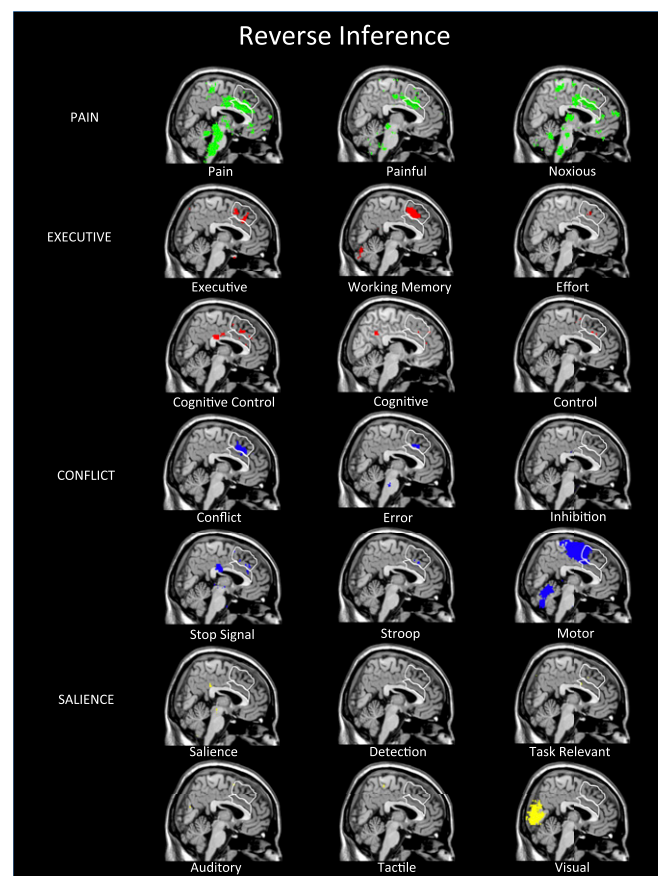 Reverse Inference
PAIN
Pain Painful Noxious
EXECUTIVE
Executive Working Memory Effort
Cognitive Control Cognitive Control
CONFLICT
Conflict Error Inhibition
Stop Signal Stroop Motor
SALIENCE
Salience Detection Task Relevant
Auditory Tactile Visual